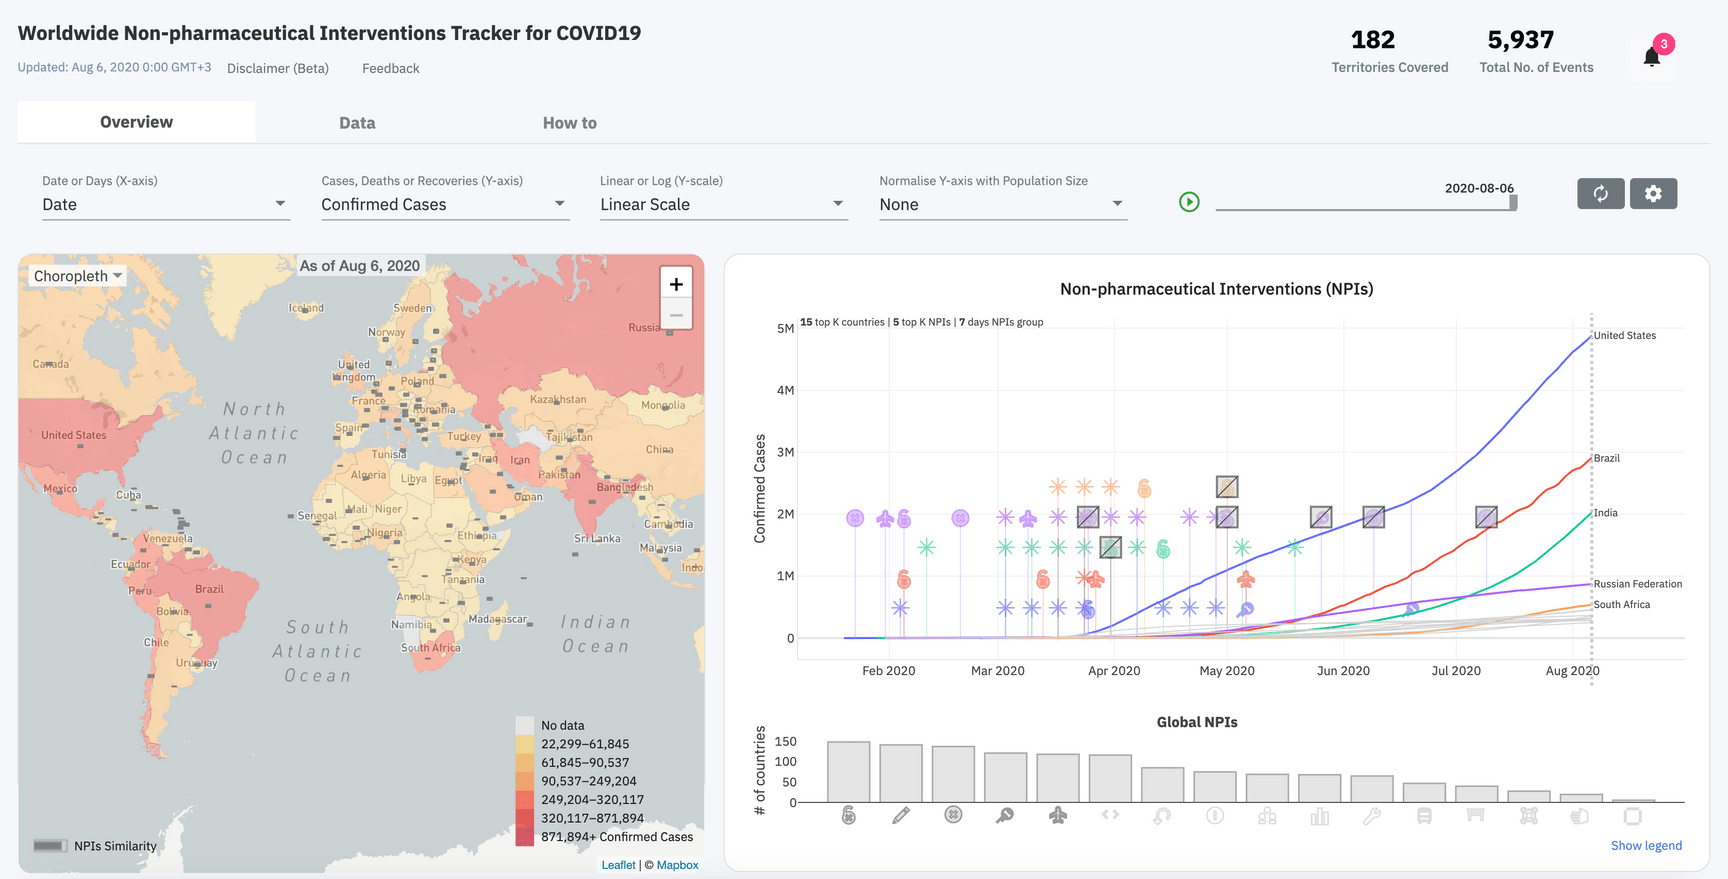 Worldwide Non-pharmaceutical Interventions Tracker for COVID19
Updated: Aug 6, 2020 0:00 GMT+3 Disclaimer (Beta) Feedback
182
Territories Covered
5,937
Total No. of Events
3
Overview Data How to
Date or Days (X-axis)
Date
Cases, Deaths or Recoveries (Y-axis)
Confirmed Cases
Linear or Log (Y-scale)
Linear Scale
Normalise Y-axis with Population Size
None
2020-08-06
Choropleth
As of Aug 6, 2020
+
−
Iceland
Sweden
Norway
Russia
Canada
United
Kingdom
Poland
France
Romania
Kazakhstan
Mongolia
North
Atlantic
Ocean
United States
Spain
Turkey
Tajikistan
China
Tunisia
Iraq
Iran
Algeria
Libya
Egypt
Pakistan
Bangladesh
Mexico
Cuba
Oman
Mali
Niger
Senegal
Cambodia
Nigeria
Ethiopia
Sri Lanka
Venezuela
Malaysia
Ecuador
Kenya
Indo
Tanzania
Peru
Brazil
Angola
Bolivia
Namibia
Madagascar
South
Atlantic
Ocean
Indian
Ocean
Chile
South Africa
Uruguay
No data
22,299–61,845
61,845–90,537
90,537–249,204
249,204–320,117
320,117–871,894
871,894+ Confirmed Cases
NPIs Similarity
Leaflet | © Mapbox
Non-pharmaceutical Interventions (NPIs)
15 top K countries | 5 top K NPIs | 7 days NPIs group
Confirmed Cases
5M
4M
3M
2M
1M
0
United States
Brazil
India
Russian Federation
South Africa
Feb 2020 Mar 2020 Apr 2020 May 2020 Jun 2020 Jul 2020 Aug 2020
Global NPIs
# of countries
150
100
50
0
Show legend